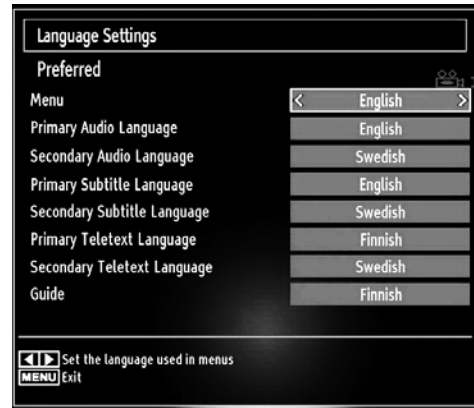 Language Settings
Preferred
Menu < English >
Primary Audio Language English
Secondary Audio Language Swedish
Primary Subtitle Language English
Secondary Subtitle Language Swedish
Primary Teletext Language Finnish
Secondary Teletext Language Swedish
Guide Finnish
Set the language used in menus
MENU Exit